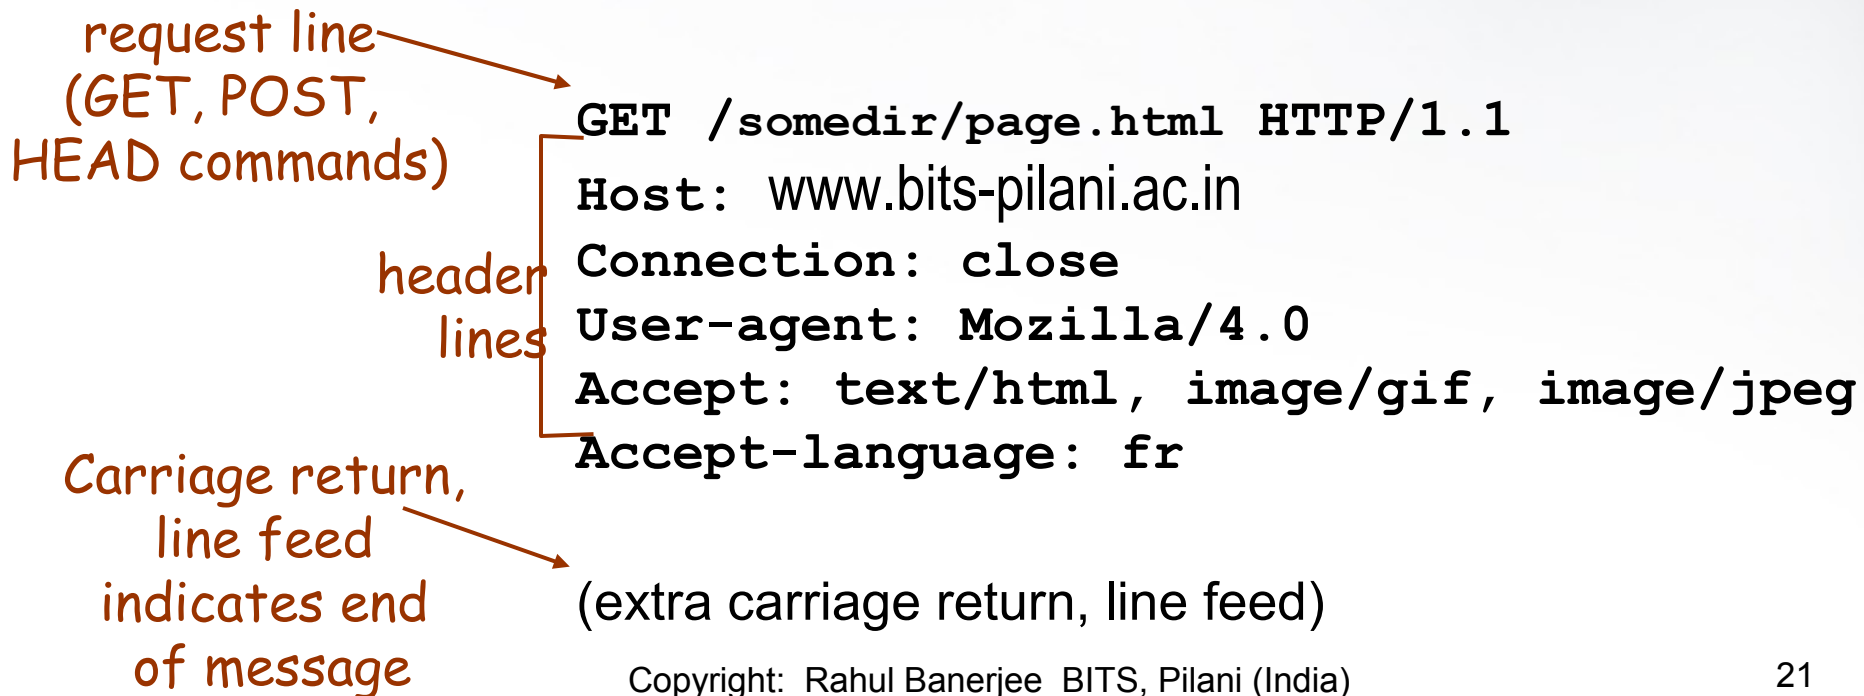 request line
(GET, POST,
HEAD commands)
GET /somedir/page.html HTTP/1.1
Host: www.bits-pilani.ac.in
Connection: close
User-agent: Mozilla/4.0
Accept: text/html, image/gif, image/jpeg
Accept-language: fr
header
lines
Carriage return,
line feed
indicates end
of message
(extra carriage return, line feed)
Copyright: Rahul Banerjee BITS, Pilani (India)
21